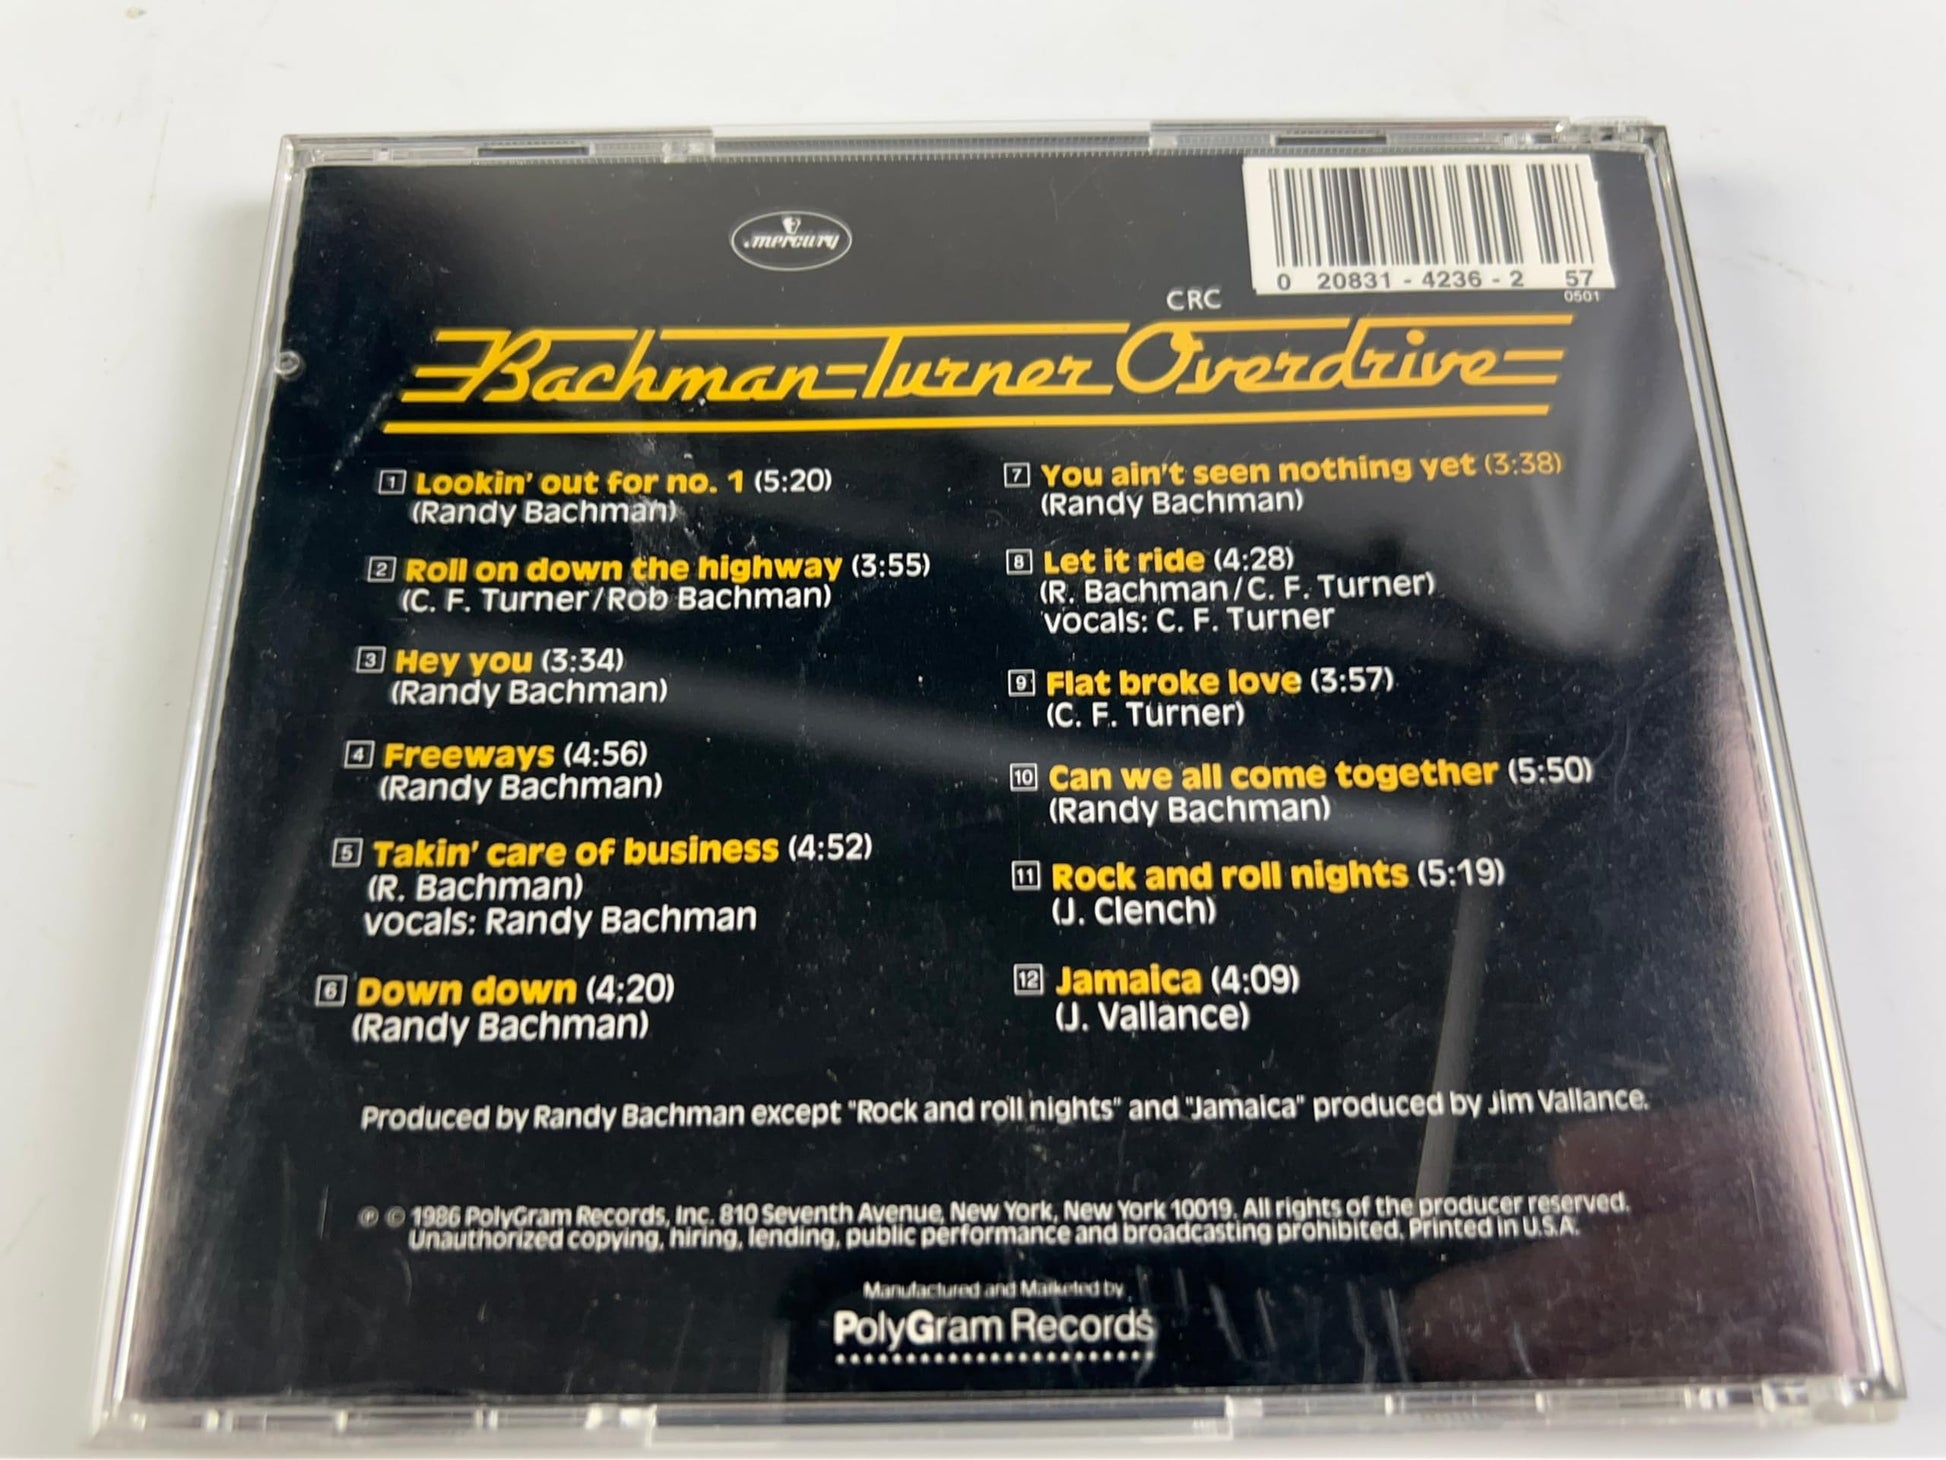 mercury
CRC
0 20831 - 4236 - 2 57
0501
Bachman-Turner Overdrive
1 Lookin' out for no. 1 (5:20)
(Randy Bachman)
2 Roll on down the highway (3:55)
(C. F. Turner/Rob Bachman)
3 Hey you (3:34)
(Randy Bachman)
4 Freeways (4:56)
(Randy Bachman)
5 Takin' care of business (4:52)
(R. Bachman)
vocals: Randy Bachman
6 Down down (4:20)
(Randy Bachman)
7 You ain't seen nothing yet (3:38)
(Randy Bachman)
8 Let it ride (4:28)
(R. Bachman/C. F. Turner)
vocals: C. F. Turner
9 Flat broke love (3:57)
(C. F. Turner)
10 Can we all come together (5:50)
(Randy Bachman)
11 Rock and roll nights (5:19)
(J. Clench)
12 Jamaica (4:09)
(J. Vallance)
Produced by Randy Bachman except "Rock and roll nights" and "Jamaica" produced by Jim Vallance.
℗ © 1986 PolyGram Records, Inc. 810 Seventh Avenue, New York, New York 10019. All rights of the producer reserved.
Unauthorized copying, hiring, lending, public performance and broadcasting prohibited. Printed in U.S.A.
Manufactured and Marketed by
PolyGram Records